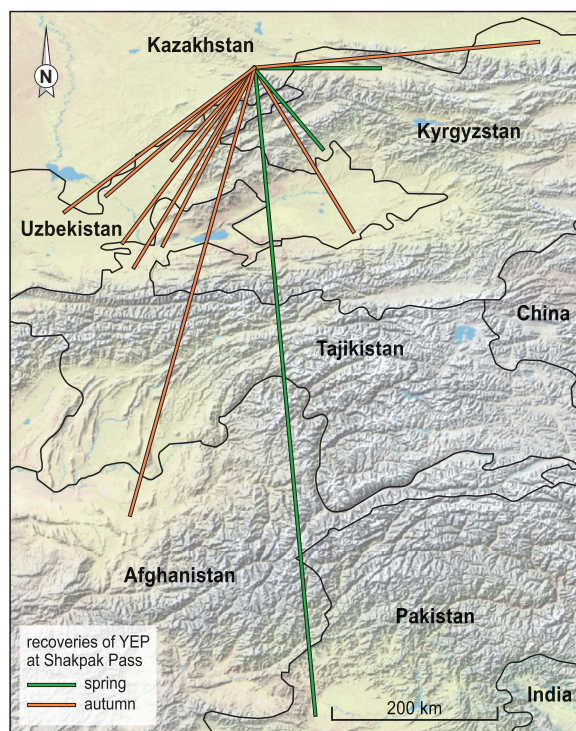 Kazakhstan
N
Kyrgyzstan
Uzbekistan
China
Tajikistan
Afghanistan
Pakistan
recoveries of YEP
at Shakpak Pass
spring
autumn
200 km
India